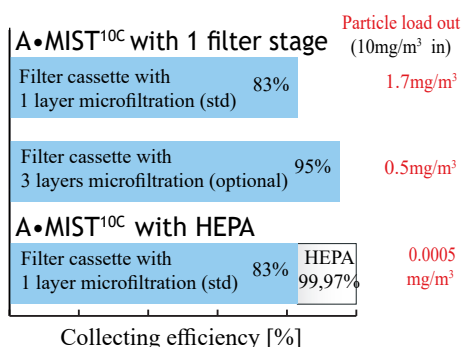 Particle load out
A•MIST10C with 1 filter stage
(10mg/m³ in)
Filter cassette with
1 layer microfiltration (std)
83%
1.7mg/m³
Filter cassette with
3 layers microfiltration (optional)
95%
0.5mg/m³
A•MIST10C with HEPA
Filter cassette with
1 layer microfiltration (std)
83%
HEPA
99,97%
0.0005
mg/m³
Collecting efficiency [%]